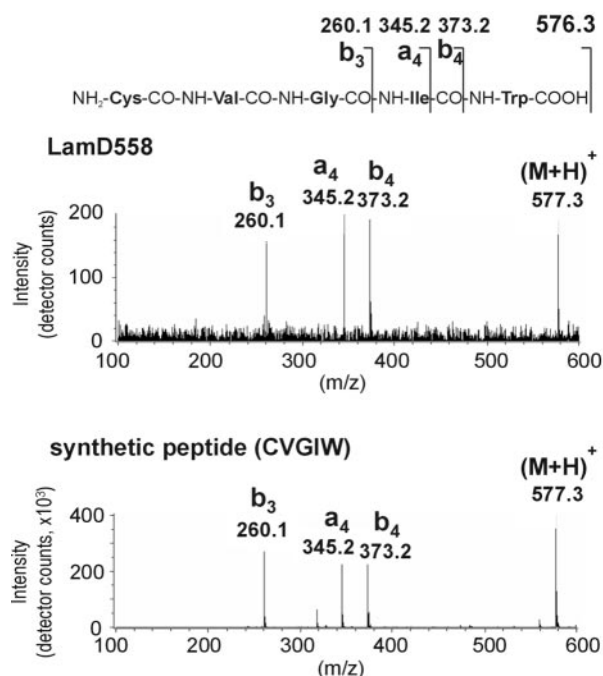 260.1 345.2 373.2 576.3
b3 a4 b4
NH2-Cys-CO-NH-Val-CO-NH-Gly-CO-NH-Ile-CO-NH-Trp-COOH
LamD558
b3
260.1
a4
345.2
b4
373.2
(M+H)+
577.3
Intensity
(detector counts)
200
100
0
100 200 300 400 500 600
(m/z)
synthetic peptide (CVGIW)
b3
260.1
a4
345.2
b4
373.2
(M+H)+
577.3
Intensity
(detector counts, x10³)
400
200
0
100 200 300 400 500 600
(m/z)